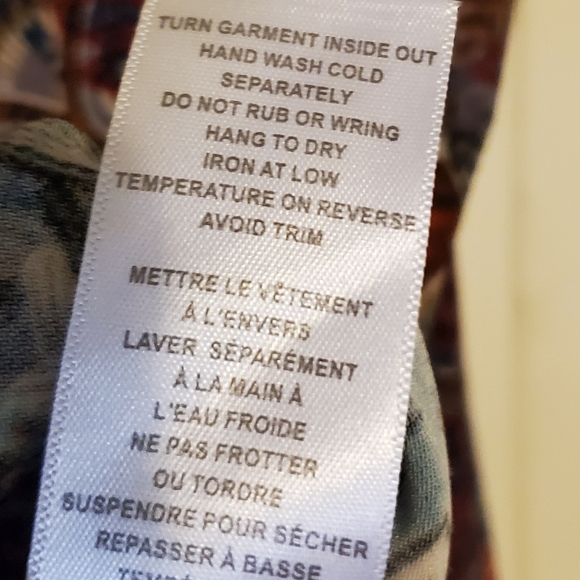 TURN GARMENT INSIDE OUT
HAND WASH COLD
SEPARATELY
DO NOT RUB OR WRING
HANG TO DRY
IRON AT LOW
TEMPERATURE ON REVERSE
AVOID TRIM
METTRE LE VÊTEMENT
À L'ENVERS
LAVER SÉPARÉMENT
À LA MAIN À
L'EAU FROIDE
NE PAS FROTTER
OU TORDRE
SUSPENDRE POUR SÉCHER
REPASSER À BASSE